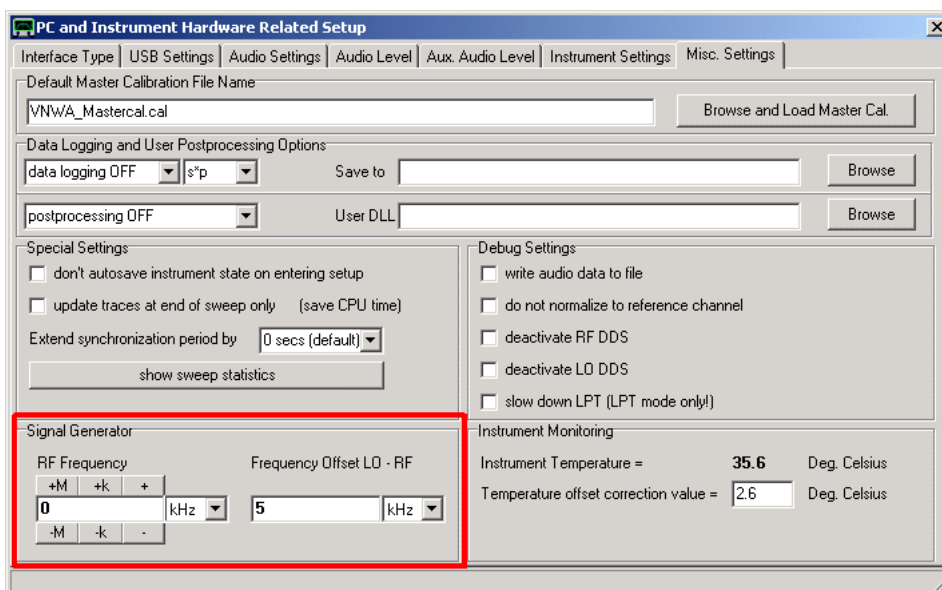 PC and Instrument Hardware Related Setup
Interface Type USB Settings Audio Settings Audio Level Aux. Audio Level Instrument Settings Misc. Settings
Default Master Calibration File Name
VNWA_Mastercal.cal Browse and Load Master Cal.
Data Logging and User Postprocessing Options
data logging OFF s*p Save to Browse
postprocessing OFF User DLL Browse
Special Settings
don't autosave instrument state on entering setup
update traces at end of sweep only (save CPU time)
Extend synchronization period by 0 secs (default)
show sweep statistics
Debug Settings
write audio data to file
do not normalize to reference channel
deactivate RF DDS
deactivate LO DDS
slow down LPT (LPT mode only!)
Signal Generator
RF Frequency Frequency Offset LO - RF
+M +k +
0 kHz 5 kHz
-M -k -
Instrument Monitoring
Instrument Temperature = 35.6 Deg. Celsius
Temperature offset correction value = 2.6 Deg. Celsius